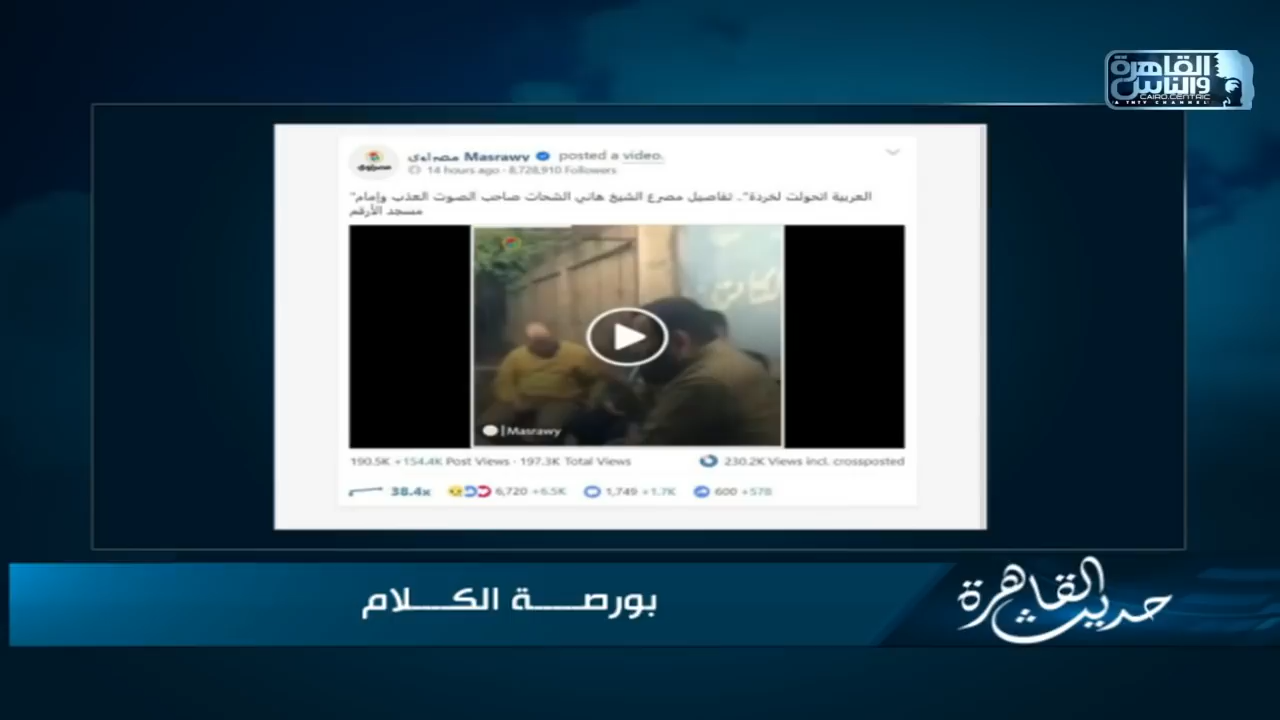 القاهرة
والناس
CAIRO.CENTRIC
A TNTV CHANNEL
مصراوى Masrawy posted a video.
14 hours ago · 8,728,910 Followers
"العربية اتحولت لخردة".. تفاصيل مصرع الشيخ هاني الشحات صاحب الصوت العذب وإمام
مسجد الأرقم
Masrawy
190.5K +154.4K Post Views · 197.3K Total Views 230.2K Views incl. crossposted
38.4x 6,720 +6.5K 1,749 +1.7K 600 +578
بورصة الكلام
حديث القاهرة